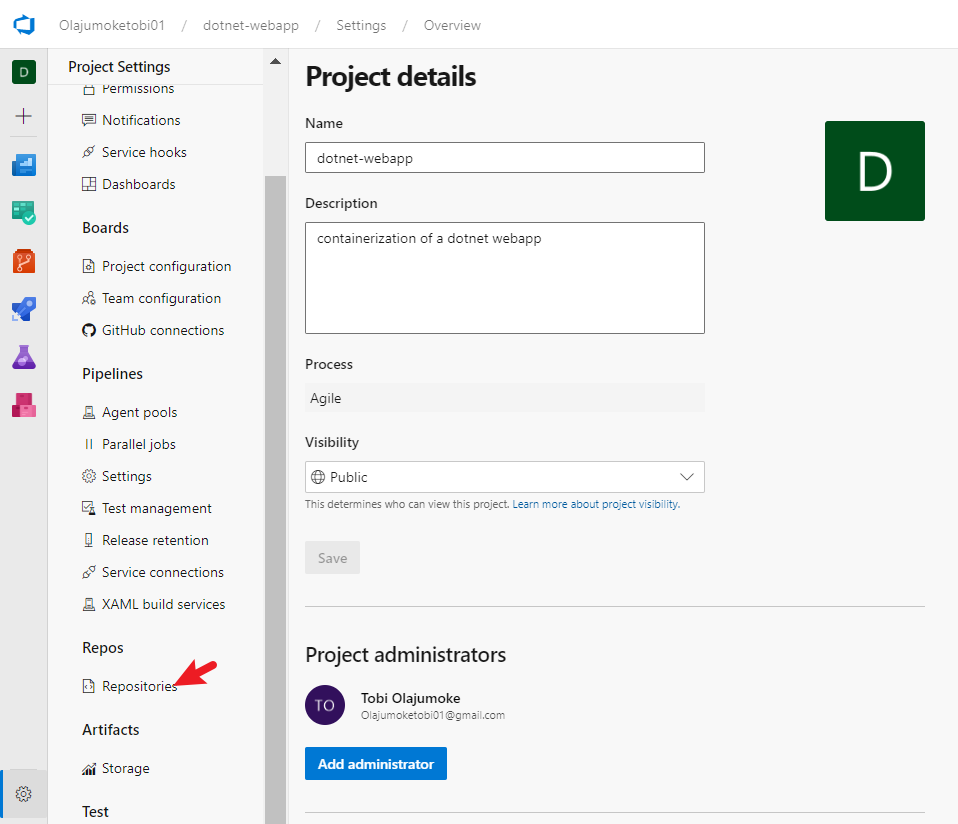 Olajumoketobi01 / dotnet-webapp / Settings / Overview
D
Project Settings
Permissions
Notifications
Service hooks
Dashboards
Boards
Project configuration
Team configuration
GitHub connections
Pipelines
Agent pools
Parallel jobs
Settings
Test management
Release retention
Service connections
XAML build services
Repos
Repositories
Artifacts
Storage
Test
Project details
Name
dotnet-webapp
D
Description
containerization of a dotnet webapp
Process
Agile
Visibility
Public
This determines who can view this project. Learn more about project visibility.
Save
Project administrators
TO
Tobi Olajumoke
Olajumoketobi01@gmail.com
Add administrator